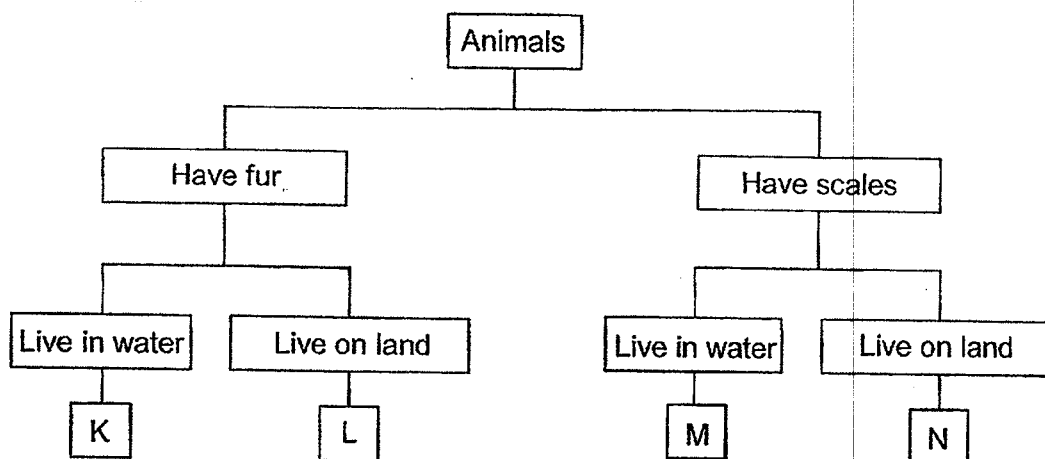 Animals
Have fur
Have scales
Live in water
Live on land
Live in water
Live on land
K
L
M
N